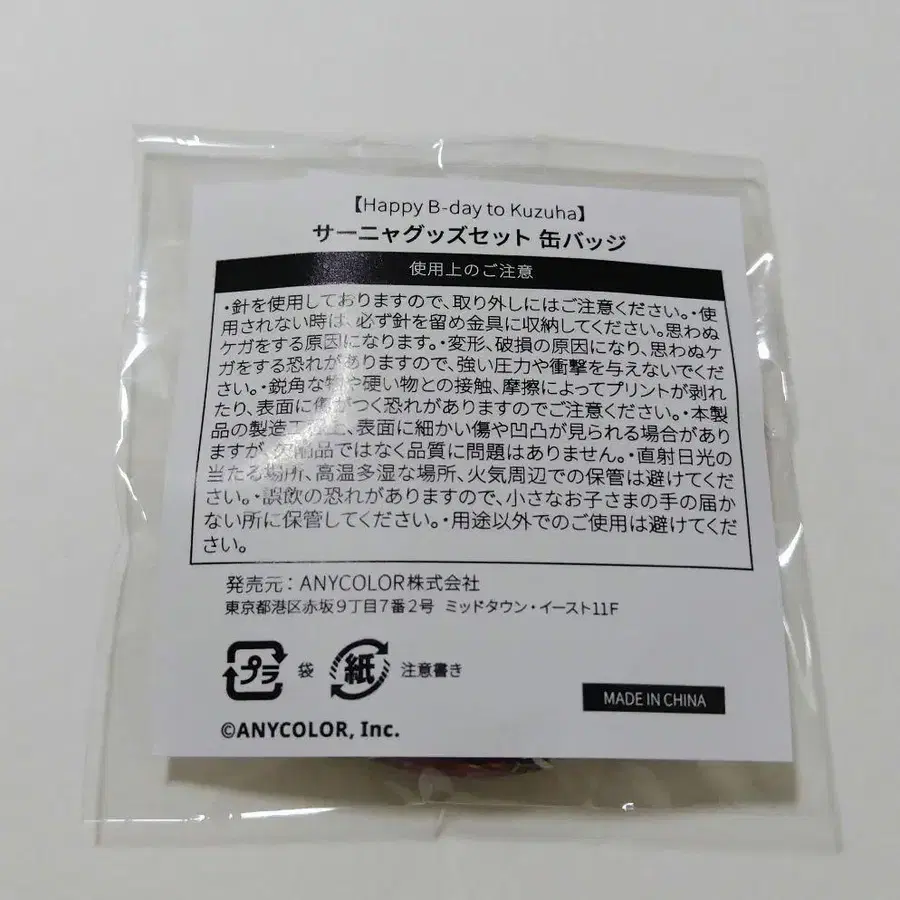 【Happy B-day to Kuzuha】
サーニャグッズセット 缶バッジ
使用上のご注意
・針を使用しておりますので、取り外しにはご注意ください。・使
用されない時は、必ず針を留め金具に収納してください。思わぬ
ケガをする原因になります。・変形、破損の原因になり、思わぬケ
ガをする恐れがありますので、強い圧力や衝撃を与えないでくだ
さい。・鋭角な物や硬い物との接触、摩擦によってプリントが剥れ
たり、表面に傷がつく恐れがありますのでご注意ください。・本製
品の製造工程上、表面に細かい傷や凹凸が見られる場合があり
ますが、欠陥品ではなく品質に問題はありません。・直射日光の
当たる場所、高温多湿な場所、火気周辺での保管は避けてくだ
さい。・誤飲の恐れがありますので、小さなお子さまの手の届か
ない所に保管してください。・用途以外でのご使用は避けてくだ
さい。
発売元：ANYCOLOR株式会社
東京都港区赤坂9丁目7番2号 ミッドタウン・イースト11F
プラ 袋 紙 注意書き
MADE IN CHINA
©ANYCOLOR, Inc.